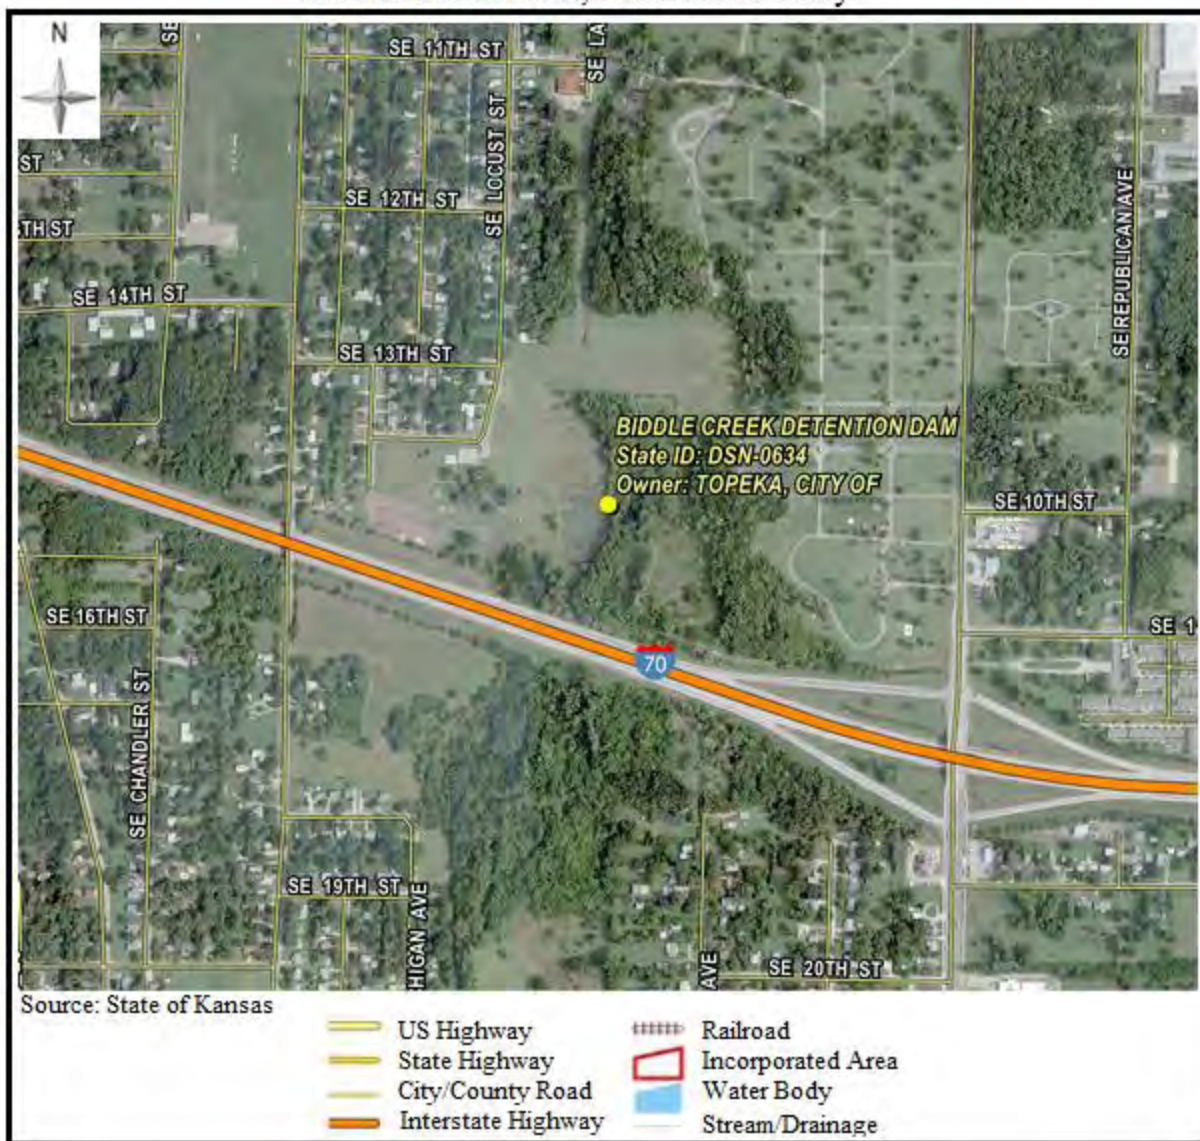 N
SE
SE 11TH ST
SE LA
SE LOCUST ST
ST
SE 12TH ST
TH ST
SE REPUBLICAN AVE
SE 14TH ST
SE 13TH ST
BIDDLE CREEK DETENTION DAM
State ID: DSN-0634
Owner: TOPEKA, CITY OF
SE 10TH ST
SE 16TH ST
SE 1
70
SE CHANDLER ST
SE 19TH ST
HIGAN AVE
AVE
SE 20TH ST
Source: State of Kansas
US Highway
State Highway
City/County Road
Interstate Highway
Railroad
Incorporated Area
Water Body
Stream/Drainage